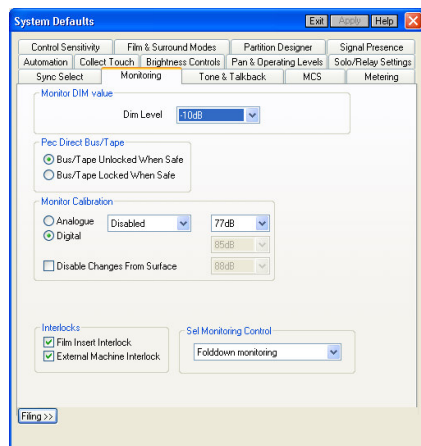 System Defaults Exit Apply Help X
Control Sensitivity Film & Surround Modes Partition Designer Signal Presence
Automation Collect Touch Brightness Controls Pan & Operating Levels Solo/Relay Settings
Sync Select Monitoring Tone & Talkback MCS Metering
Monitor DIM value
Dim Level -10dB
Pec Direct Bus/Tape
Bus/Tape Unlocked When Safe
Bus/Tape Locked When Safe
Monitor Calibration
Analogue Disabled 77dB
Digital
85dB
Disable Changes From Surface 88dB
Interlocks Sel Monitoring Control
Film Insert Interlock
Folddown monitoring
External Machine Interlock
Filing >>